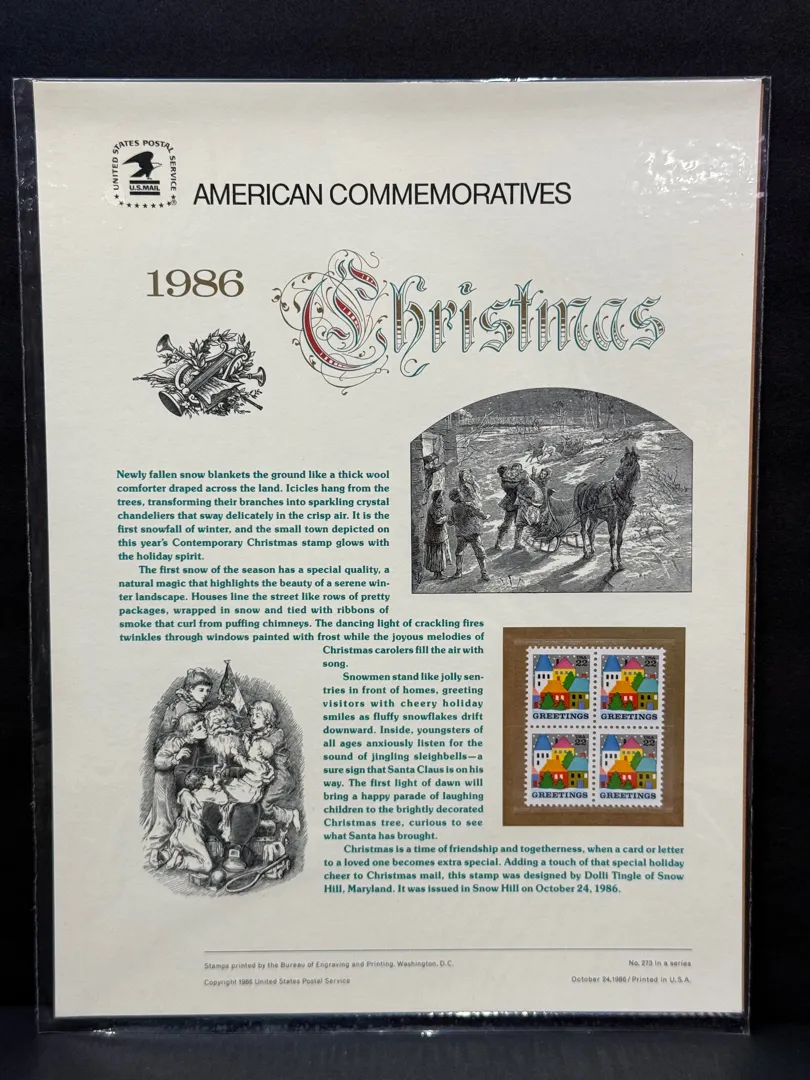 UNITED STATES POSTAL SERVICE
U.S.MAIL
AMERICAN COMMEMORATIVES
1986
Christmas
Newly fallen snow blankets the ground like a thick wool
comforter draped across the land. Icicles hang from the
trees, transforming their branches into sparkling crystal
chandeliers that sway delicately in the crisp air. It is the
first snowfall of winter, and the small town depicted on
this year's Contemporary Christmas stamp glows with
the holiday spirit.
The first snow of the season has a special quality, a
natural magic that highlights the beauty of a serene win-
ter landscape. Houses line the street like rows of pretty
packages, wrapped in snow and tied with ribbons of
smoke that curl from puffing chimneys. The dancing light of crackling fires
twinkles through windows painted with frost while the joyous melodies of
Christmas carolers fill the air with
song.
Snowmen stand like jolly sen-
tries in front of homes, greeting
visitors with cheery holiday
smiles as fluffy snowflakes drift
downward. Inside, youngsters of
all ages anxiously listen for the
sound of jingling sleighbells—a
sure sign that Santa Claus is on his
way. The first light of dawn will
bring a happy parade of laughing
children to the brightly decorated
Christmas tree, curious to see
what Santa has brought.
USA 22
GREETINGS
USA 22
GREETINGS
USA 22
GREETINGS
USA 22
GREETINGS
Christmas is a time of friendship and togetherness, when a card or letter
to a loved one becomes extra special. Adding a touch of that special holiday
cheer to Christmas mail, this stamp was designed by Dolli Tingle of Snow
Hill, Maryland. It was issued in Snow Hill on October 24, 1986.
Stamps printed by the Bureau of Engraving and Printing, Washington, D.C.
No. 273 in a series
Copyright 1986 United States Postal Service
October 24, 1986/Printed in U.S.A.